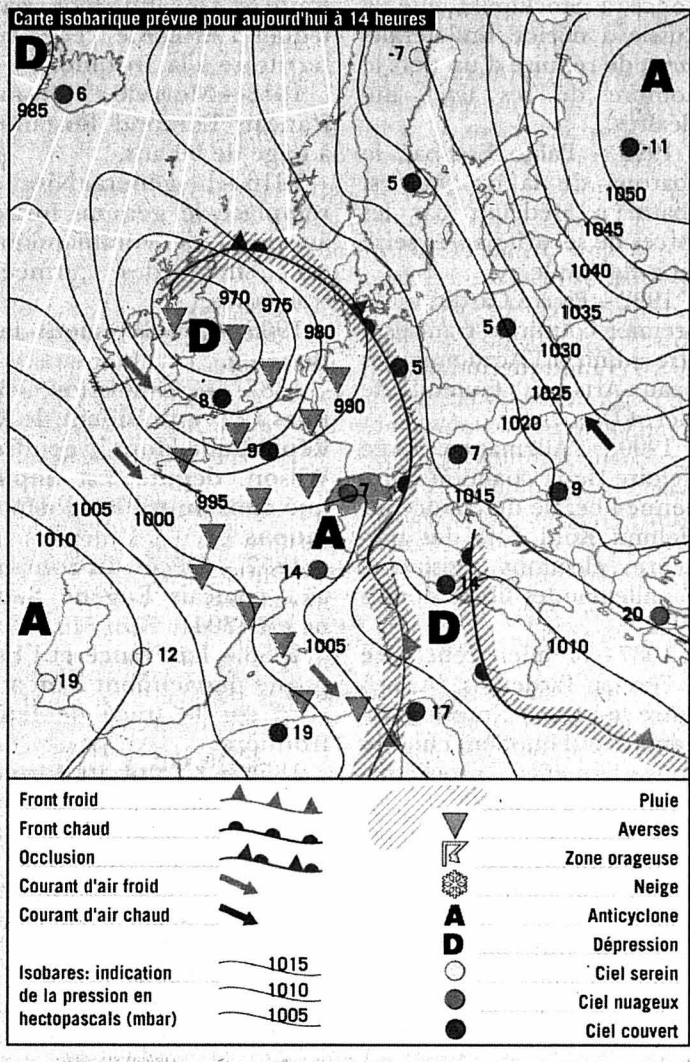 Carte isobarique prévue pour aujourd'hui à 14 heures
D
-7
A
6
985
-11
5
1050
1045
1040
970
975
1035
D
980
5
1030
5
1025
8
990
1020
9
7
7
1015
9
995
1005
1000
1010
A
14
14
20
A
D
12
1005
1010
19
17
19
Front froid
Pluie
Front chaud
Averses
Occlusion
Zone orageuse
Courant d'air froid
Neige
Courant d'air chaud
A
Anticyclone
D
Dépression
Isobares: indication
de la pression en
hectopascals (mbar)
1015
1010
1005
Ciel serein
Ciel nuageux
Ciel couvert